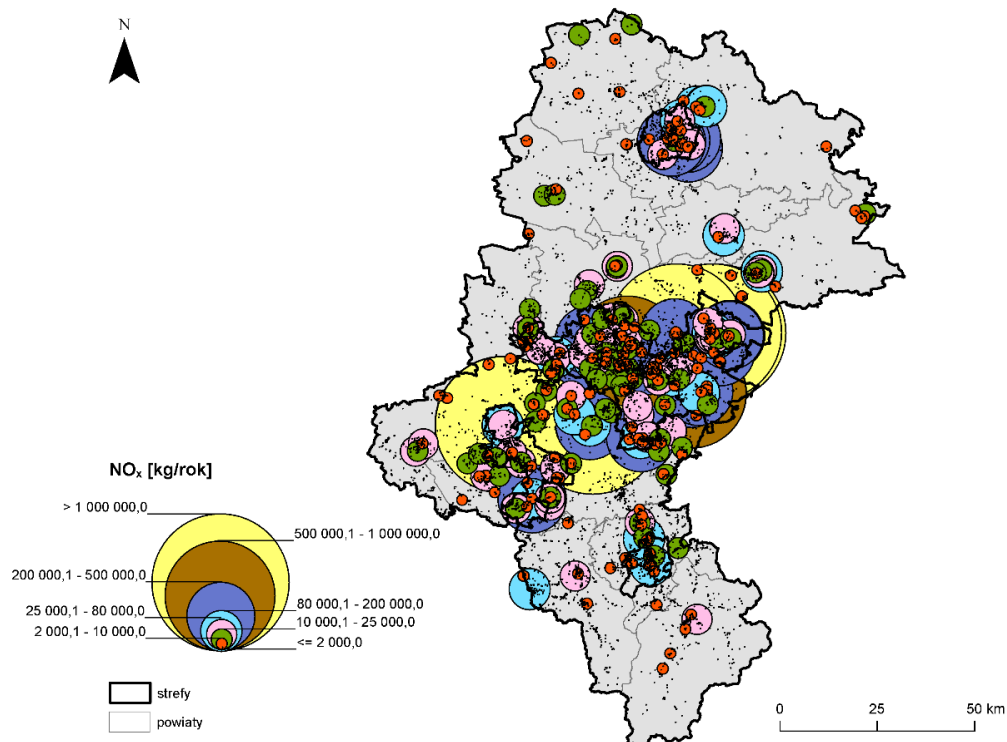 N
NOₓ [kg/rok]
> 1 000 000,0
500 000,1 - 1 000 000,0
200 000,1 - 500 000,0
80 000,1 - 200 000,0
25 000,1 - 80 000,0
10 000,1 - 25 000,0
2 000,1 - 10 000,0
<= 2 000,0
strefy
powiaty
0 25 50 km